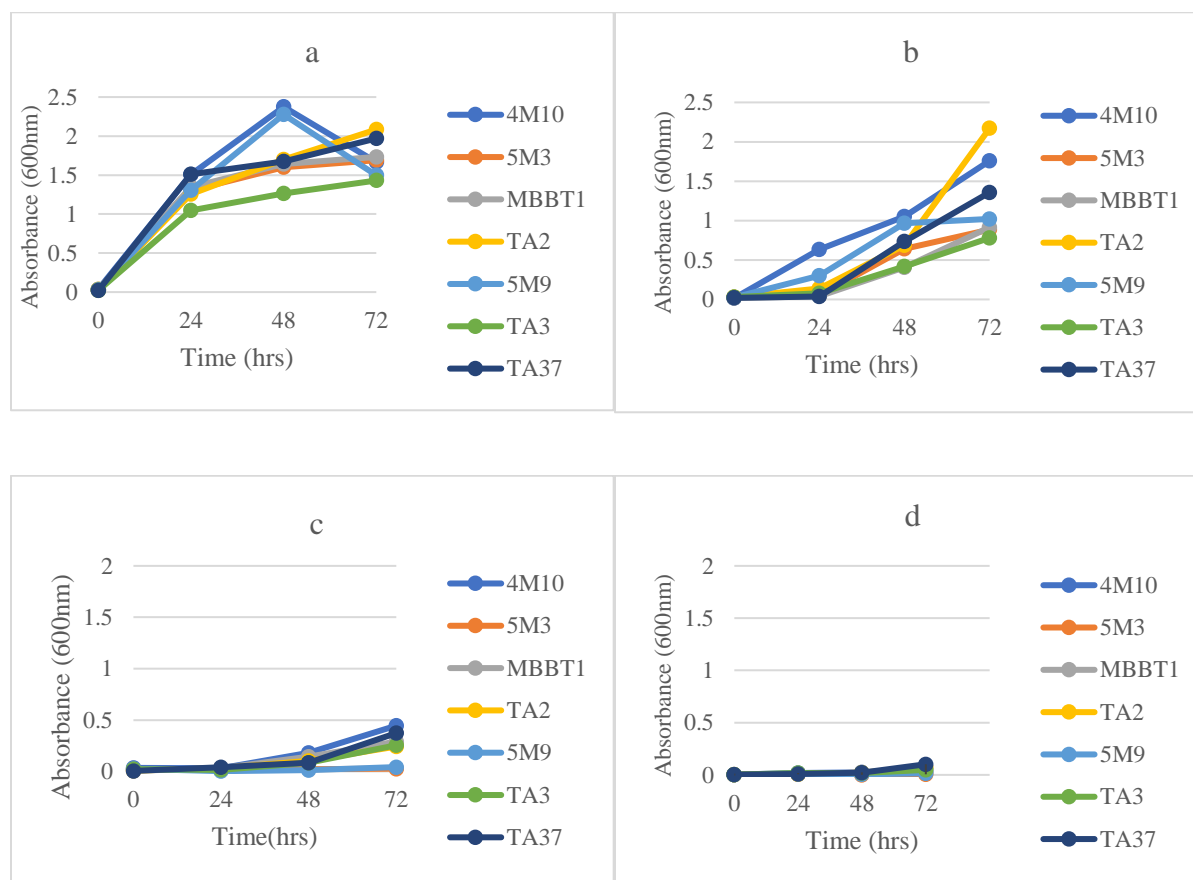 a
Absorbance (600nm)
2.5
2
1.5
1
0.5
0
0 24 48 72
Time (hrs)
4M10
5M3
MBBT1
TA2
5M9
TA3
TA37
b
Absorbance (600nm)
2.5
2
1.5
1
0.5
0
0 24 48 72
Time (hrs)
4M10
5M3
MBBT1
TA2
5M9
TA3
TA37
c
Absorbance (600nm)
2
1.5
1
0.5
0
0 24 48 72
Time(hrs)
4M10
5M3
MBBT1
TA2
5M9
TA3
TA37
d
Absorbance (600nm)
2
1.5
1
0.5
0
0 24 48 72
Time (hrs)
4M10
5M3
MBBT1
TA2
5M9
TA3
TA37